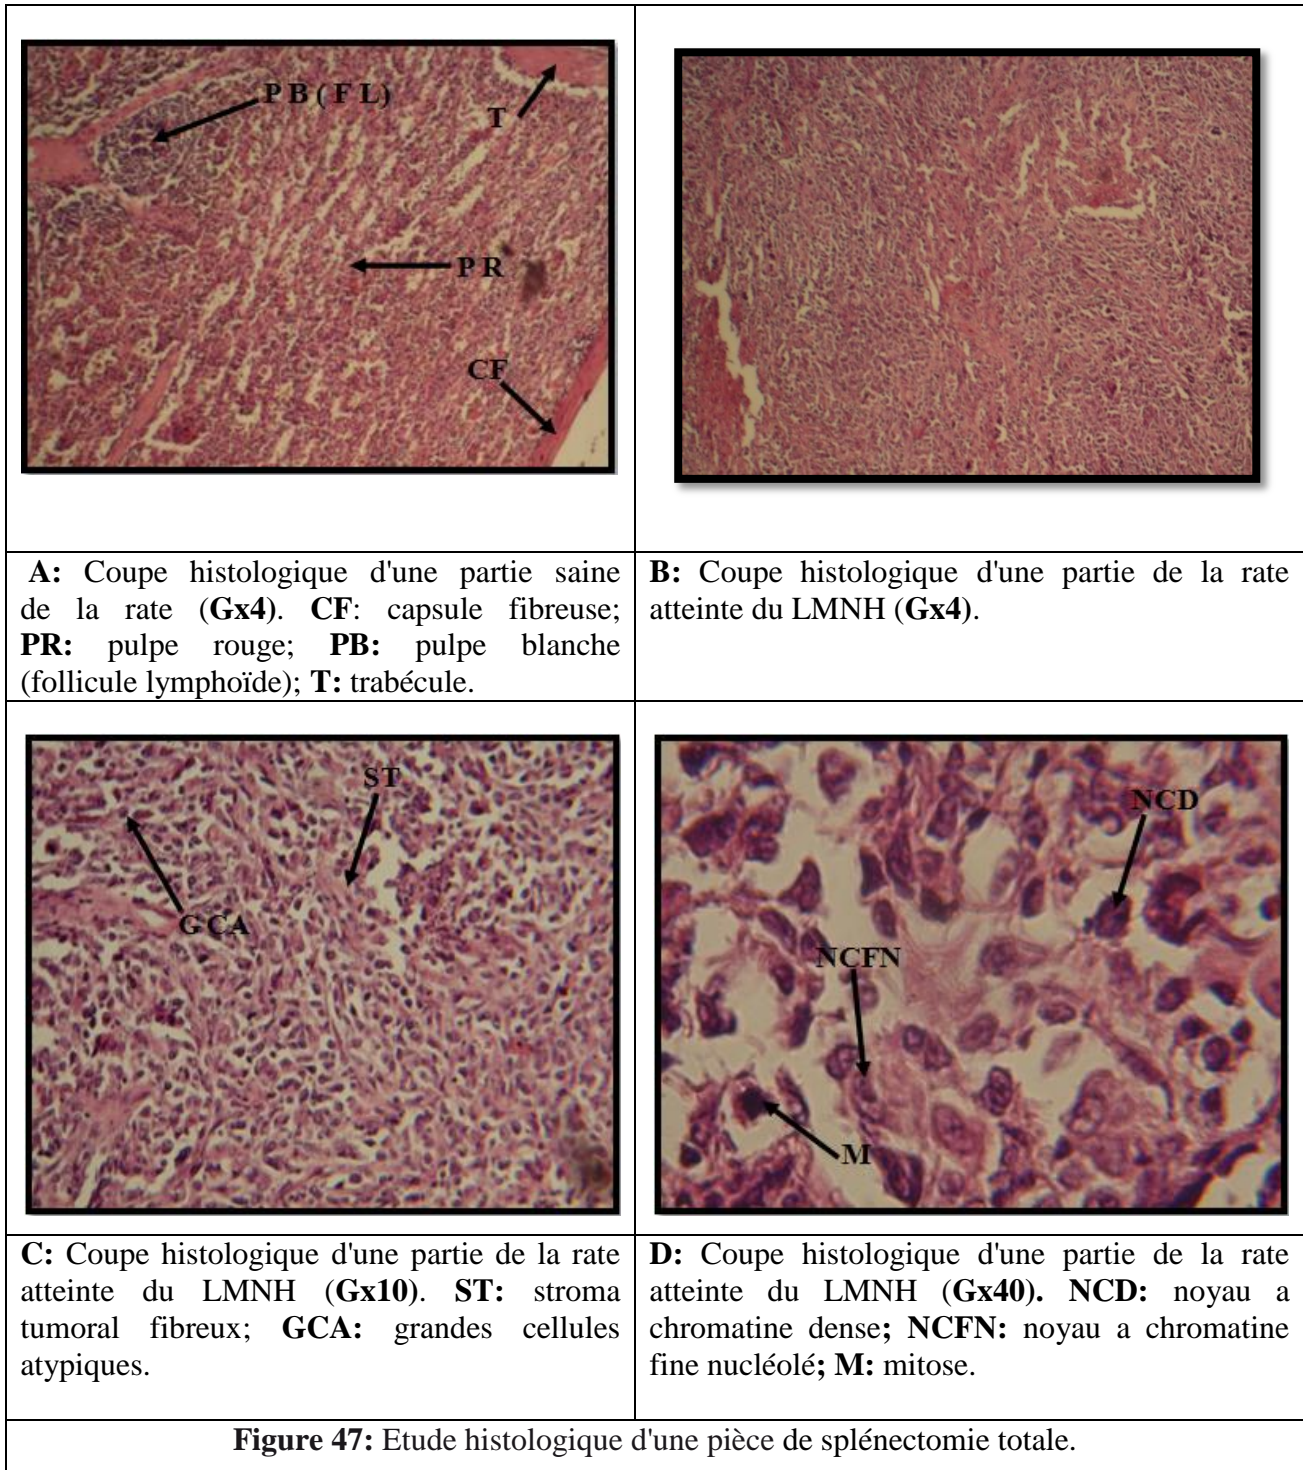 P B ( F L )
T
P R
CF
A: Coupe histologique d'une partie saine
de la rate (Gx4). CF: capsule fibreuse;
PR: pulpe rouge; PB: pulpe blanche
(follicule lymphoïde); T: trabécule.
B: Coupe histologique d'une partie de la rate
atteinte du LMNH (Gx4).
ST
G CA
NCD
NCFN
M
C: Coupe histologique d'une partie de la rate
atteinte du LMNH (Gx10). ST: stroma
tumoral fibreux; GCA: grandes cellules
atypiques.
D: Coupe histologique d'une partie de la rate
atteinte du LMNH (Gx40). NCD: noyau a
chromatine dense; NCFN: noyau a chromatine
fine nucléolé; M: mitose.
Figure 47: Etude histologique d'une pièce de splénectomie totale.